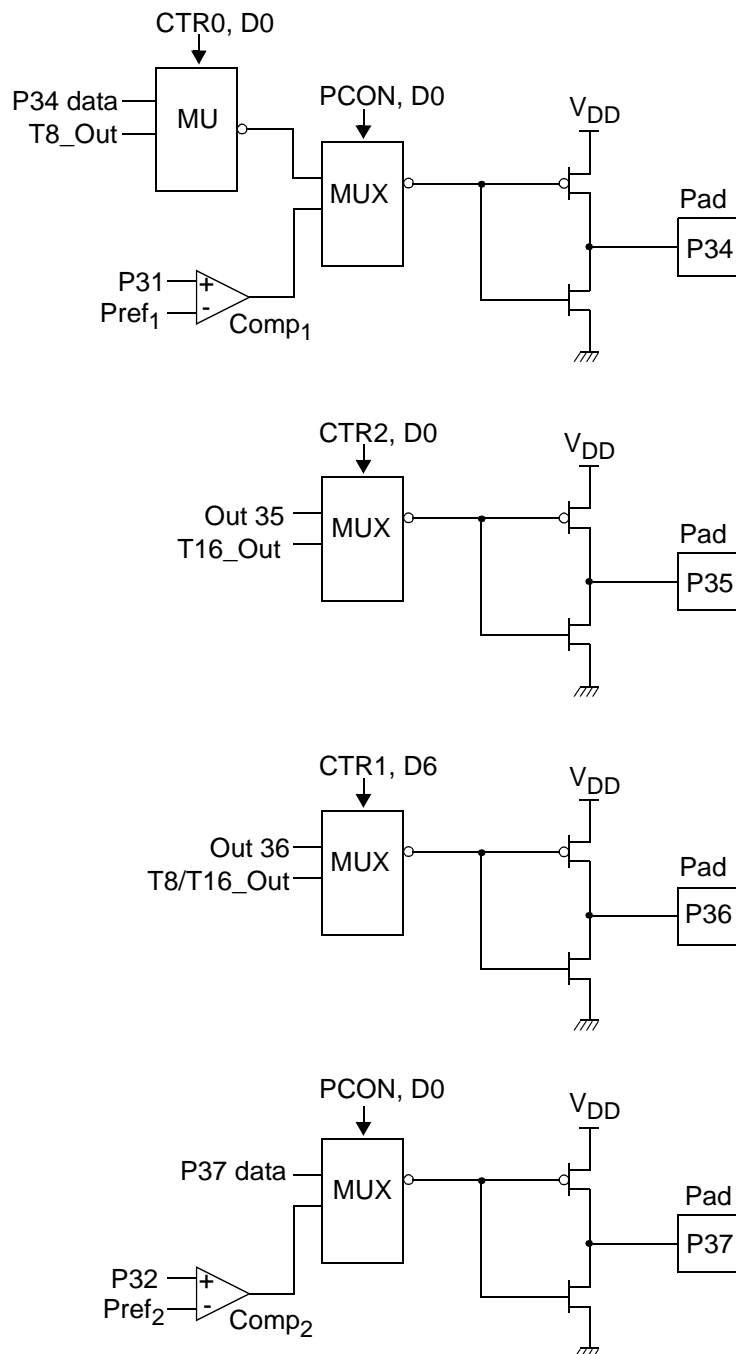 CTR0, D0
P34 data
T8_Out
MU
PCON, D0
MUX
VDD
Pad
P34
P31
Pref1
+
-
Comp1
CTR2, D0
Out 35
T16_Out
MUX
VDD
Pad
P35
CTR1, D6
Out 36
T8/T16_Out
MUX
VDD
Pad
P36
PCON, D0
P37 data
MUX
VDD
Pad
P37
P32
Pref2
+
-
Comp2